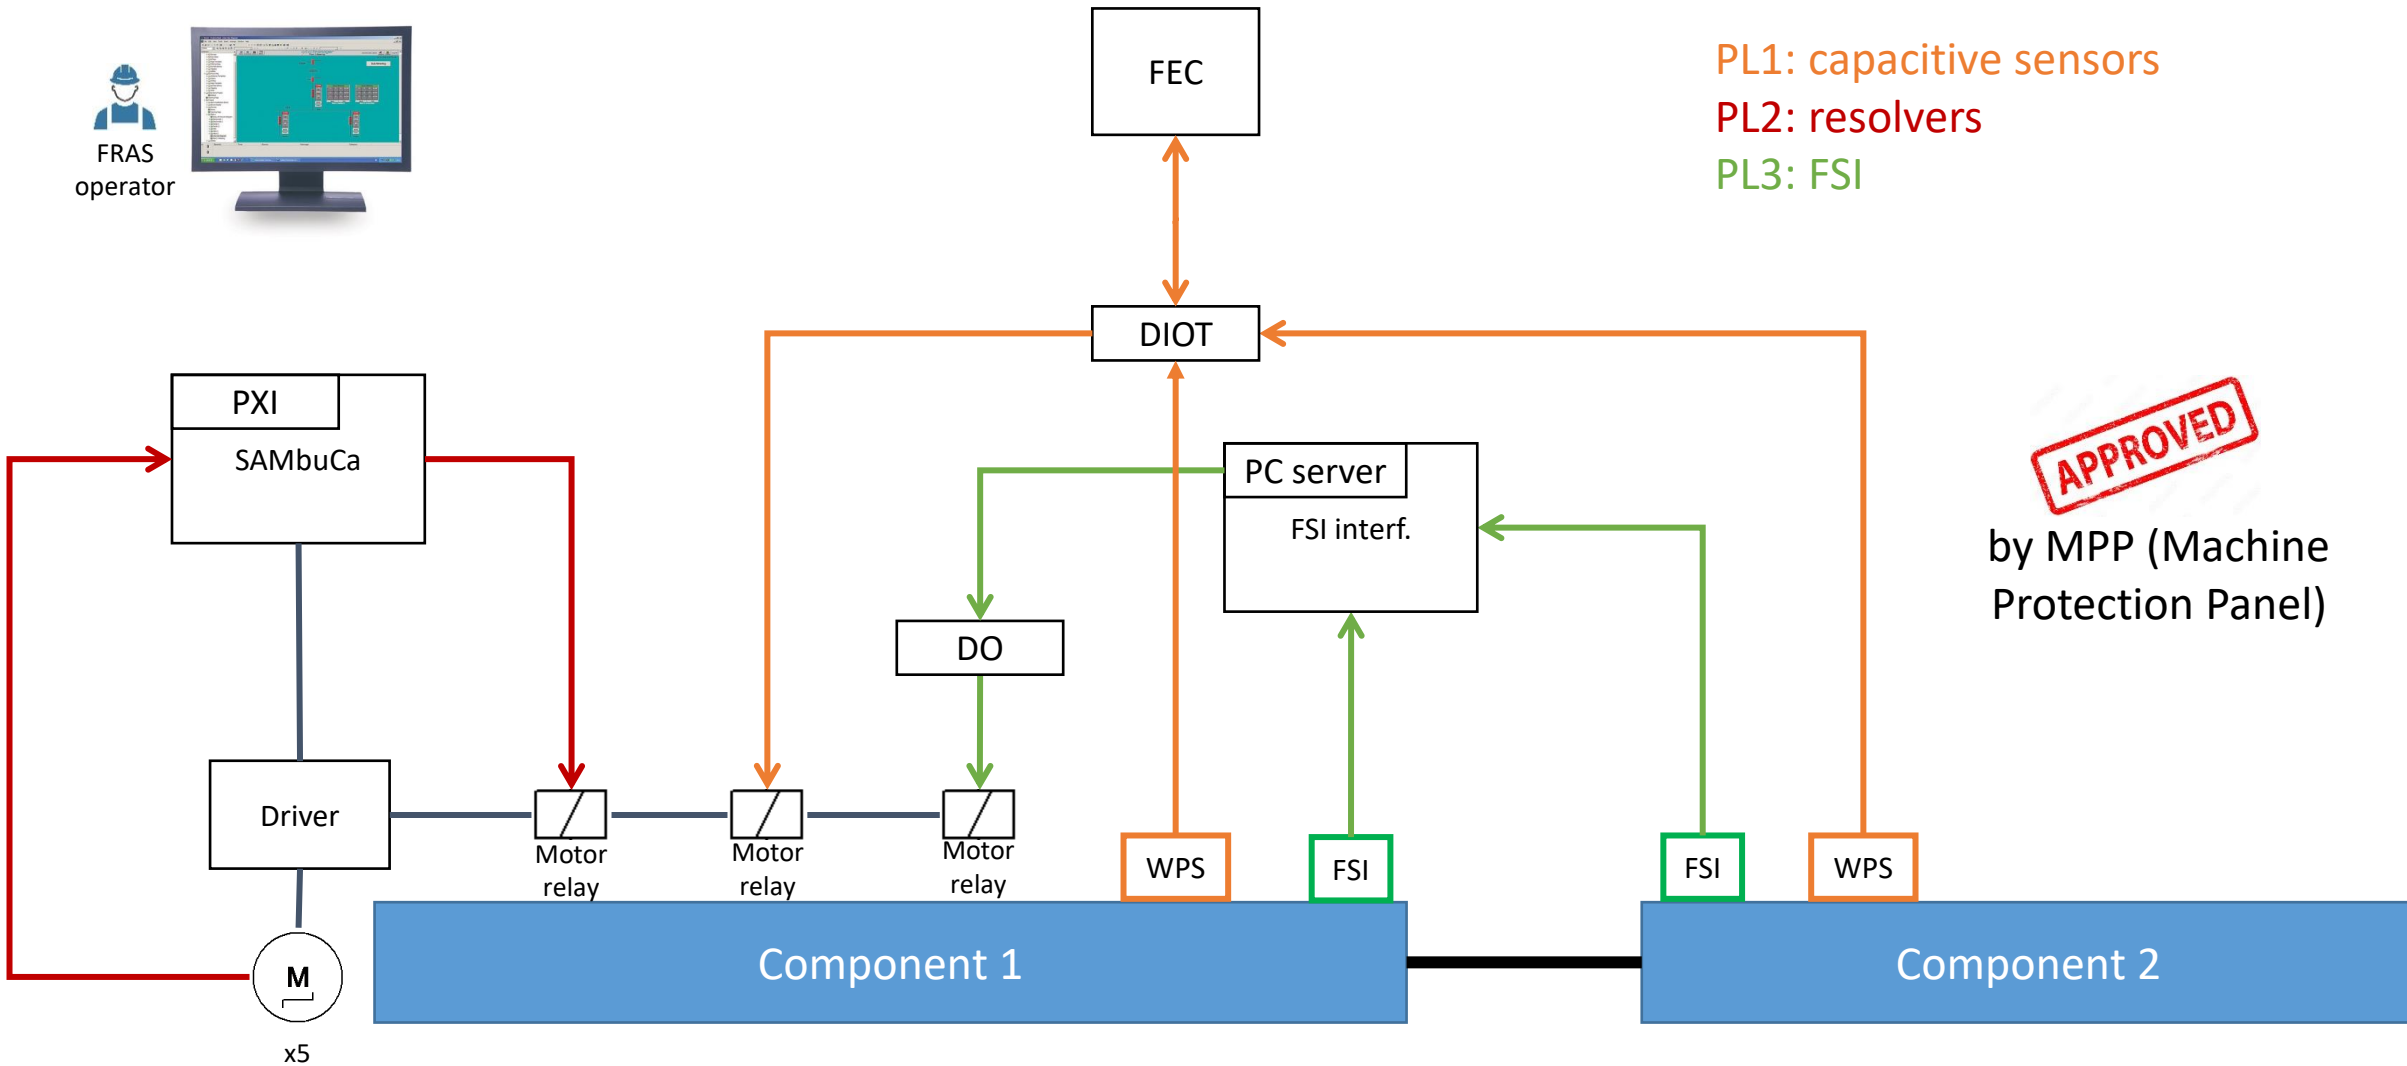 FRAS
operator
FEC
PL1: capacitive sensors
PL2: resolvers
PL3: FSI
DIOT
PXI
SAMbuCa
PC server
FSI interf.
APPROVED
by MPP (Machine
Protection Panel)
DO
Driver
Motor
relay
Motor
relay
Motor
relay
WPS
FSI
FSI
WPS
Component 1
Component 2
M
x5